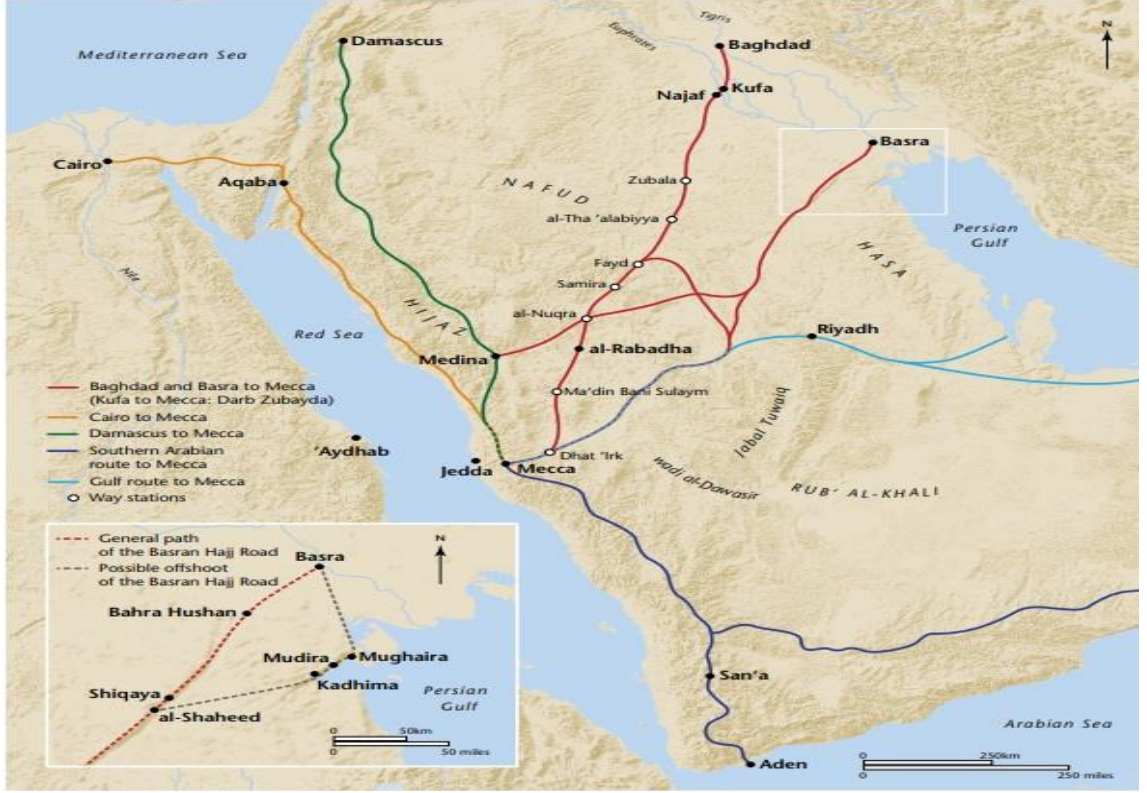 Mediterranean Sea
Damascus
Tigris
Euphrates
Baghdad
N
Najaf
Kufa
Cairo
Aqaba
Basra
NAFUD
Zubala
al-Tha 'alabiyya
Persian
Gulf
Nile
Fayd
HASA
Samira
HIJAZ
al-Nuqra
Red Sea
Riyadh
Medina
al-Rabadha
Baghdad and Basra to Mecca
(Kufa to Mecca: Darb Zubayda)
Cairo to Mecca
Damascus to Mecca
Southern Arabian
route to Mecca
Gulf route to Mecca
Way stations
Ma'din Bani Sulaym
Jabal Tuwaiq
'Aydhab
Jedda
Mecca
Dhat 'Irk
wadi al-Dawasir
RUB' AL-KHALI
General path
of the Basran Hajj Road
Possible offshoot
of the Basran Hajj Road
Basra
N
Bahra Hushan
Mudira
Mughaira
Kadhima
Shiqaya
al-Shaheed
Persian
Gulf
0 50km
0 50 miles
San'a
Arabian Sea
Aden
0 250km
0 250 miles